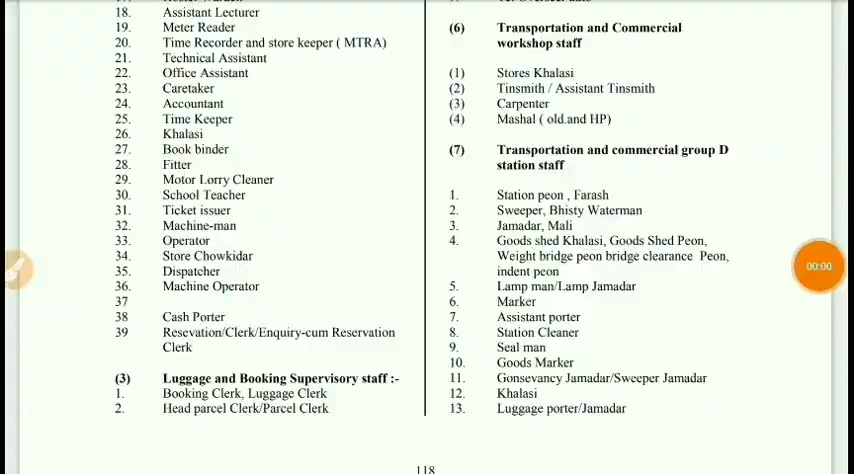 18. Assistant Lecturer
19. Meter Reader
20. Time Recorder and store keeper ( MTRA)
21. Technical Assistant
22. Office Assistant
23. Caretaker
24. Accountant
25. Time Keeper
26. Khalasi
27. Book binder
28. Fitter
29. Motor Lorry Cleaner
30. School Teacher
31. Ticket issuer
32. Machine-man
33. Operator
34. Store Chowkidar
35. Dispatcher
36. Machine Operator
37
38 Cash Porter
39 Resevation/Clerk/Enquiry-cum Reservation
Clerk
(3) Luggage and Booking Supervisory staff :-
1. Booking Clerk, Luggage Clerk
2. Head parcel Clerk/Parcel Clerk
(6) Transportation and Commercial
workshop staff
(1) Stores Khalasi
(2) Tinsmith / Assistant Tinsmith
(3) Carpenter
(4) Mashal ( old.and HP)
(7) Transportation and commercial group D
station staff
1. Station peon , Farash
2. Sweeper, Bhisty Waterman
3. Jamadar, Mali
4. Goods shed Khalasi, Goods Shed Peon,
Weight bridge peon bridge clearance Peon,
indent peon
5. Lamp man/Lamp Jamadar
6. Marker
7. Assistant porter
8. Station Cleaner
9. Seal man
10. Goods Marker
11. Gonsevancy Jamadar/Sweeper Jamadar
12. Khalasi
13. Luggage porter/Jamadar
118
00:00